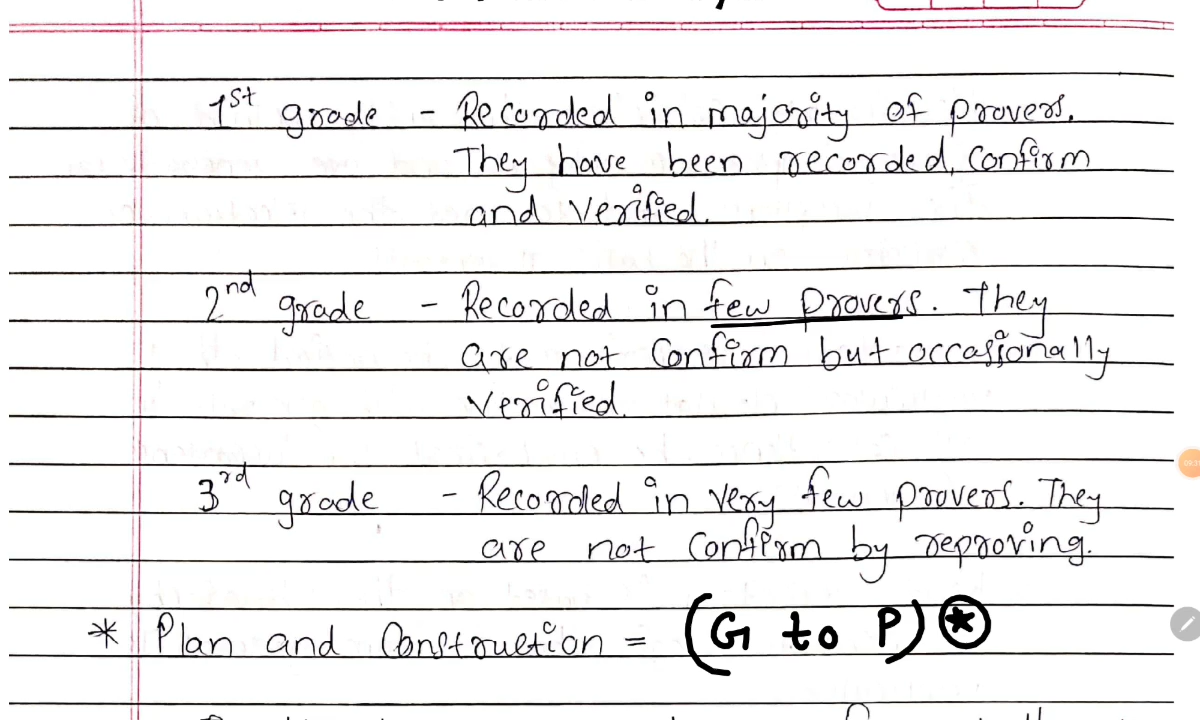 1st grade - Recorded in majority of provers.
They have been recorded, Confirm
and verified.
2nd grade - Recorded in few provers. They
are not Confirm but occassionally
verified.
3rd grade - Recorded in very few provers. They
are not Confirm by reproving.
* Plan and Construction = (G to P) *